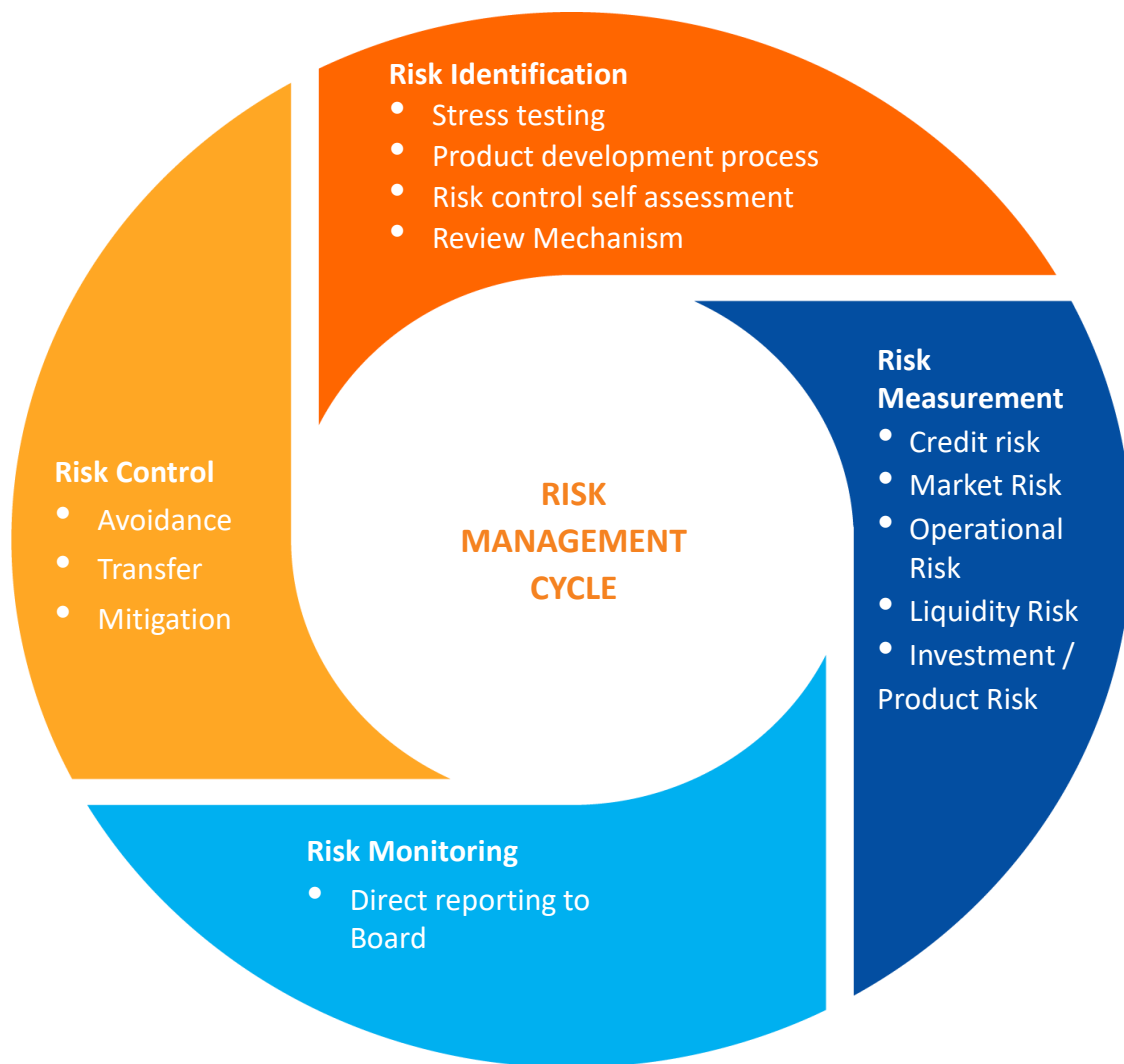 Risk Identification
• Stress testing
• Product development process
• Risk control self assessment
• Review Mechanism
Risk
Measurement
• Credit risk
• Market Risk
• Operational
Risk
• Liquidity Risk
• Investment /
Product Risk
Risk Monitoring
• Direct reporting to
Board
Risk Control
• Avoidance
• Transfer
• Mitigation
RISK
MANAGEMENT
CYCLE